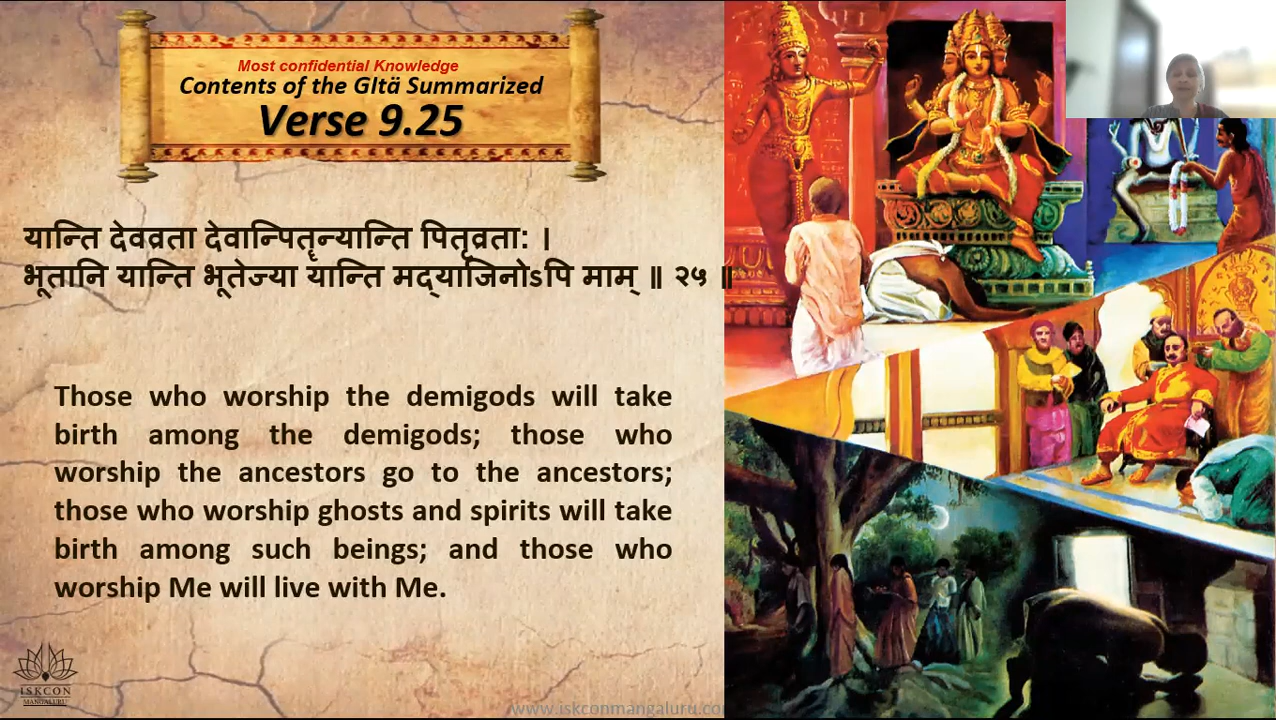 Most confidential Knowledge
Contents of the GItä Summarized
Verse 9.25
यान्ति देवव्रता देवान्पितॄन्यान्ति पितृव्रता: ।
भूतानि यान्ति भूतेज्या यान्ति मद्याजिनोऽपि माम् ॥ २५ ॥
Those who worship the demigods will take
birth among the demigods; those who
worship the ancestors go to the ancestors;
those who worship ghosts and spirits will take
birth among such beings; and those who
worship Me will live with Me.
ISKCON
MANGALURU
www.iskconmangaluru.com